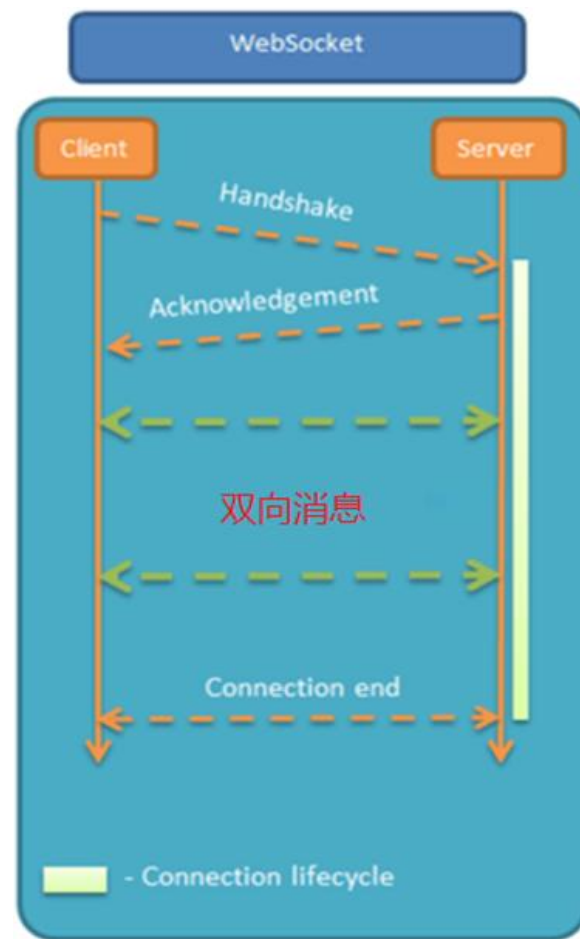 WebSocket
Client
Server
Handshake
Acknowledgement
双向消息
Connection end
- Connection lifecycle